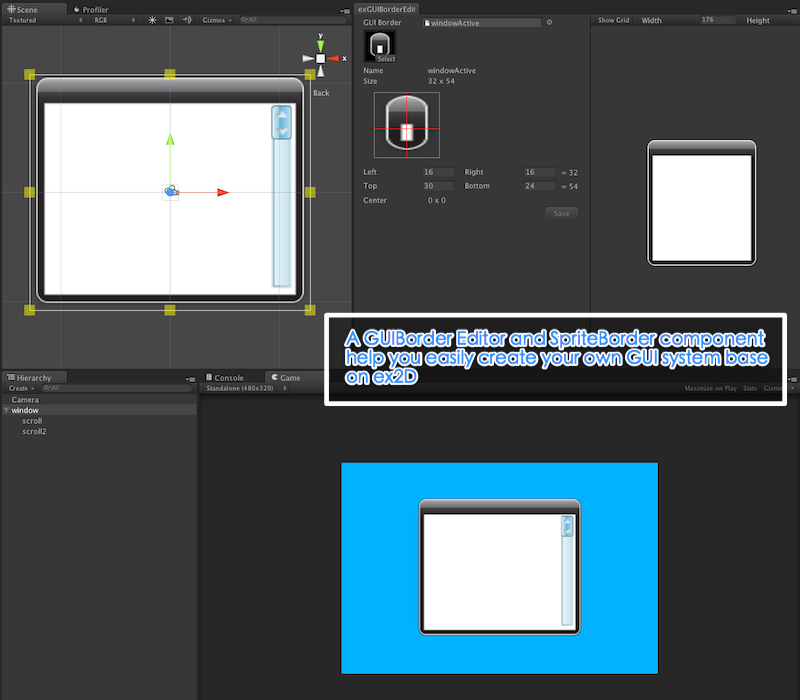 Scene
Profiler
Textured
RGB
Gizmos
All
y
x
Back
exGUIBorderEdit
GUI Border
windowActive
Select
Name windowActive
Size 32 x 54
Left 16 Right 16 = 32
Top 30 Bottom 24 = 54
Center 0 x 0
Save
Show Grid Width 176 Height
A GUIBorder Editor and SpriteBorder component
help you easily create your own GUI system base
on ex2D
Hierarchy
Create
All
Camera
window
scroll
scroll2
Console
Game
Standalone (480x320)
Maximize on Play Stats